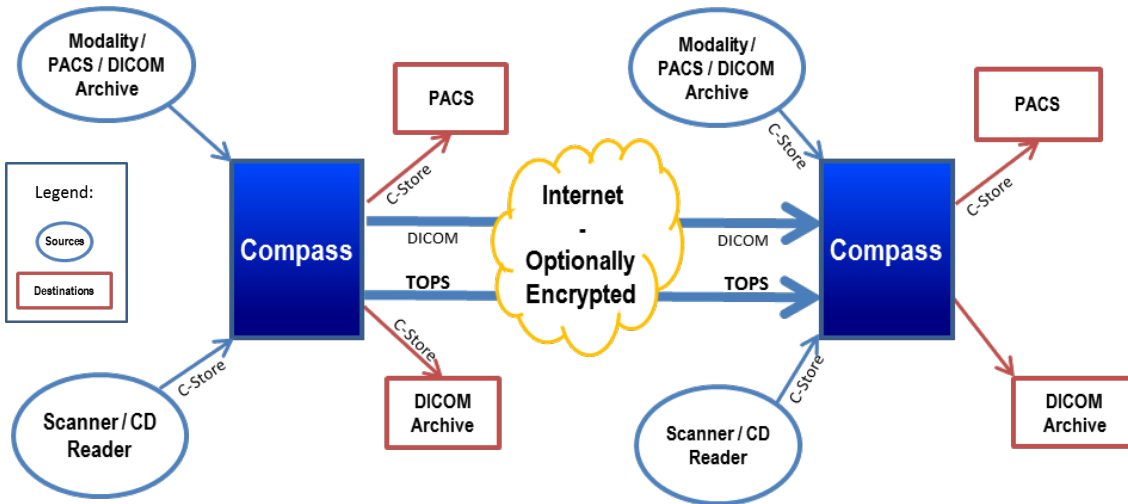 Modality /
PACS / DICOM
Archive
PACS
C-Store
Legend:
Sources
Destinations
Compass
DICOM
TOPS
C-Store
DICOM
Archive
C-Store
Scanner / CD
Reader
Internet
-
Optionally
Encrypted
Modality /
PACS / DICOM
Archive
C-Store
PACS
C-Store
DICOM
TOPS
Compass
C-Store
Scanner / CD
Reader
DICOM
Archive